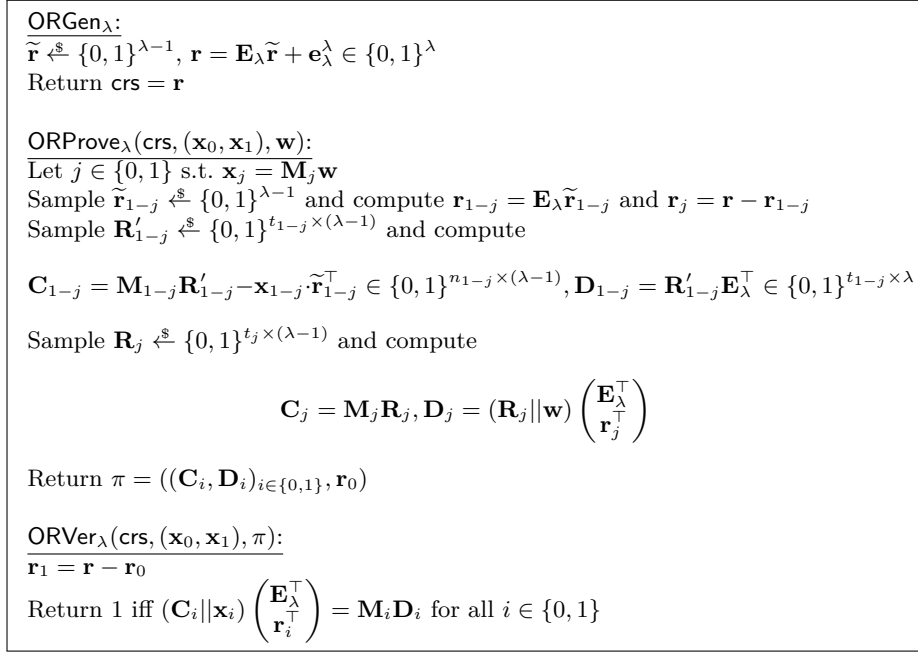 ORGen_λ:
r̃ ←$ {0, 1}^{λ−1}, r = E_λ r̃ + e_λ^λ ∈ {0, 1}^λ
Return crs = r
ORProve_λ(crs, (x_0, x_1), w):
Let j ∈ {0, 1} s.t. x_j = M_j w
Sample r̃_{1−j} ←$ {0, 1}^{λ−1} and compute r_{1−j} = E_λ r̃_{1−j} and r_j = r − r_{1−j}
Sample R′_{1−j} ←$ {0, 1}^{t_{1−j}×(λ−1)} and compute
C_{1−j} = M_{1−j}R′_{1−j}−x_{1−j}·r̃_{1−j}^⊤ ∈ {0, 1}^{n_{1−j}×(λ−1)}, D_{1−j} = R′_{1−j}E_λ^⊤ ∈ {0, 1}^{t_{1−j}×λ}
Sample R_j ←$ {0, 1}^{t_j×(λ−1)} and compute
C_j = M_j R_j, D_j = (R_j||w) (E_λ^⊤ r_j^⊤)
Return π = ((C_i, D_i)_{i∈{0,1}}, r_0)
ORVer_λ(crs, (x_0, x_1), π):
r_1 = r − r_0
Return 1 iff (C_i||x_i) (E_λ^⊤ r_i^⊤) = M_i D_i for all i ∈ {0, 1}